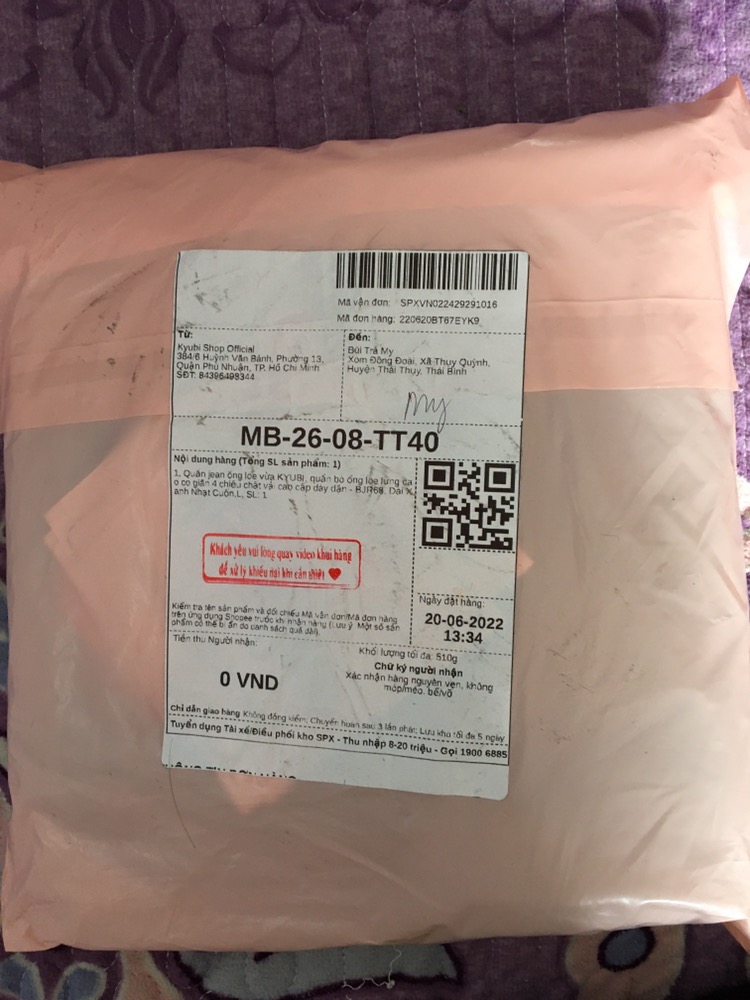 Mã vận đơn: SPXVN022429291016
Mã đơn hàng: 220620BT67EYK9
Từ:
Kyubi Shop Official
384/6 Huỳnh Văn Bánh, Phường 13,
Quận Phú Nhuận, TP. Hồ Chí Minh
SĐT: 84396498344
Đến:
Bùi Trà My
Xóm Đông Đoài, Xã Thụy Quỳnh,
Huyện Thái Thụy, Thái Bình
My
MB-26-08-TT40
Nội dung hàng (Tổng SL sản phẩm: 1)
1. Quần jean ống loe vừa KYUBI, quần bò ống loe lưng ca
o co giãn 4 chiều chất vải cao cấp dày dặn - BJR68, Dài X
anh Nhạt Cuộn,L, SL: 1
Khách yêu vui lòng quay video khui hàng
để xử lý khiếu nại khi cần thiết
Ngày đặt hàng:
20-06-2022
13:34
Kiểm tra tên sản phẩm và đối chiếu Mã vận đơn/Mã đơn hàng
trên ứng dụng Shopee trước khi nhận hàng (Lưu ý: Một số sản
phẩm có thể bị ẩn do danh sách quá dài).
Tiền thu Người nhận:
0 VND
Khối lượng tối đa: 510g
Chữ ký người nhận
Xác nhận hàng nguyên vẹn, không
móp/méo, bể/vỡ
Chỉ dẫn giao hàng: Không đồng kiểm; Chuyển hoàn sau 3 lần phát; Lưu kho tối đa 5 ngày
Tuyển dụng Tài xế/Điều phối kho SPX - Thu nhập 8-20 triệu - Gọi 1900 6885